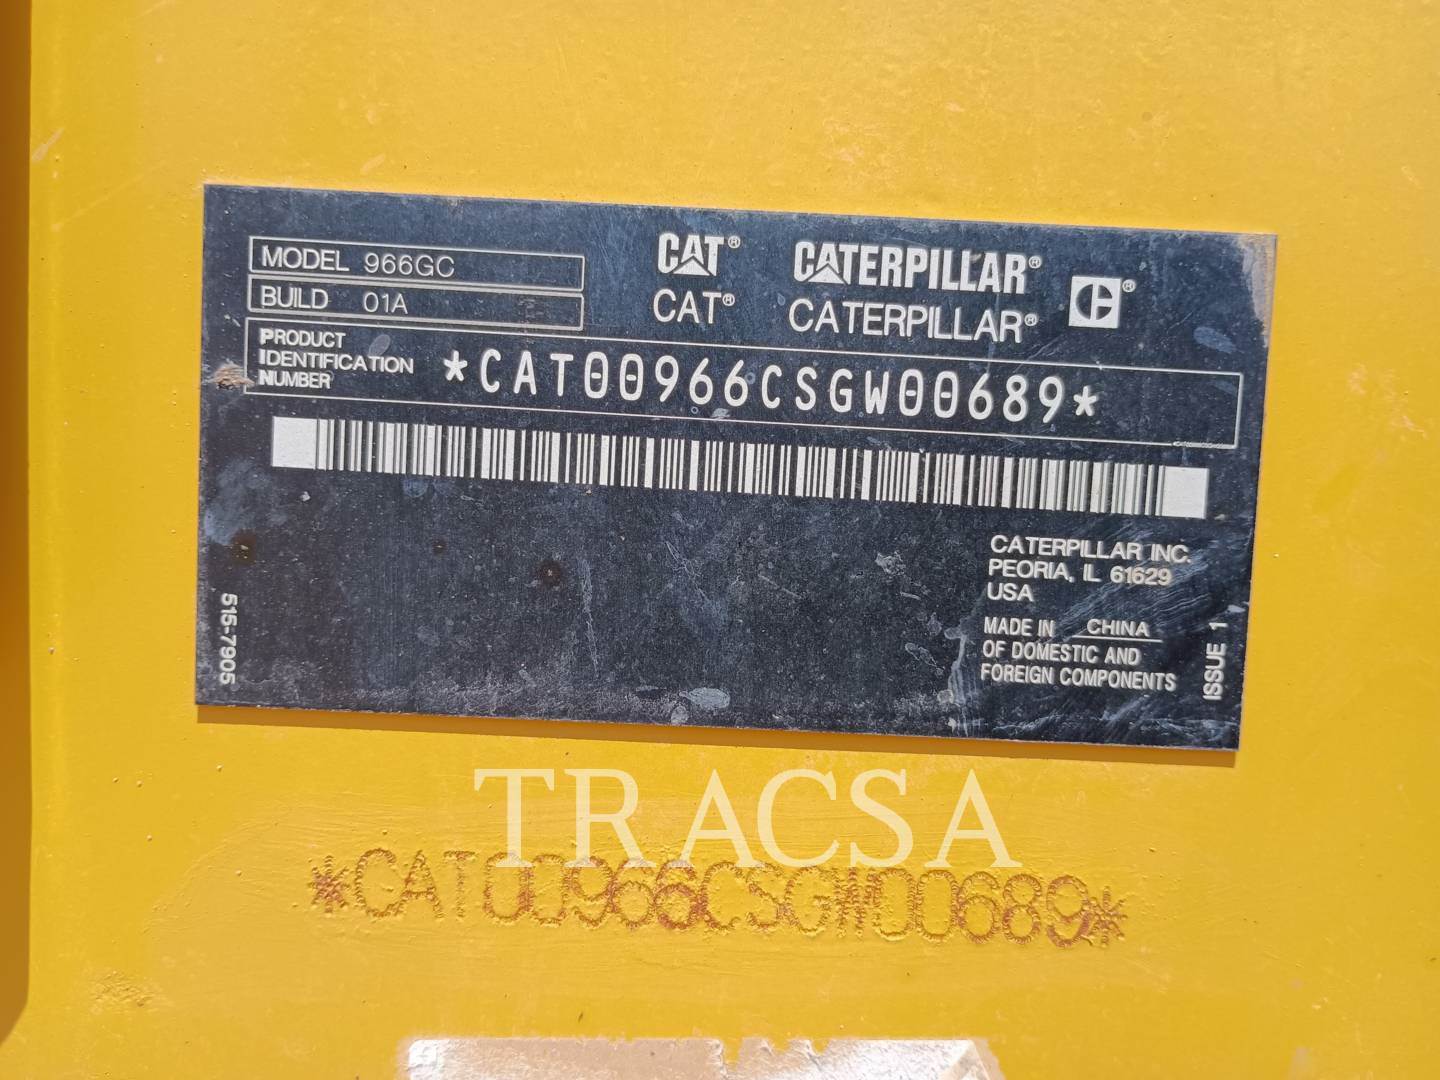 MODEL 966GC
BUILD 01A
CAT® CATERPILLAR® C®
CAT® CATERPILLAR®
PRODUCT
IDENTIFICATION
NUMBER
*CAT00966CSGW00689*
CATERPILLAR INC.
PEORIA, IL 61629
USA
MADE IN CHINA
OF DOMESTIC AND
FOREIGN COMPONENTS
515-7905
ISSUE 1
TRACSA
*CAT00966CSGW00689*